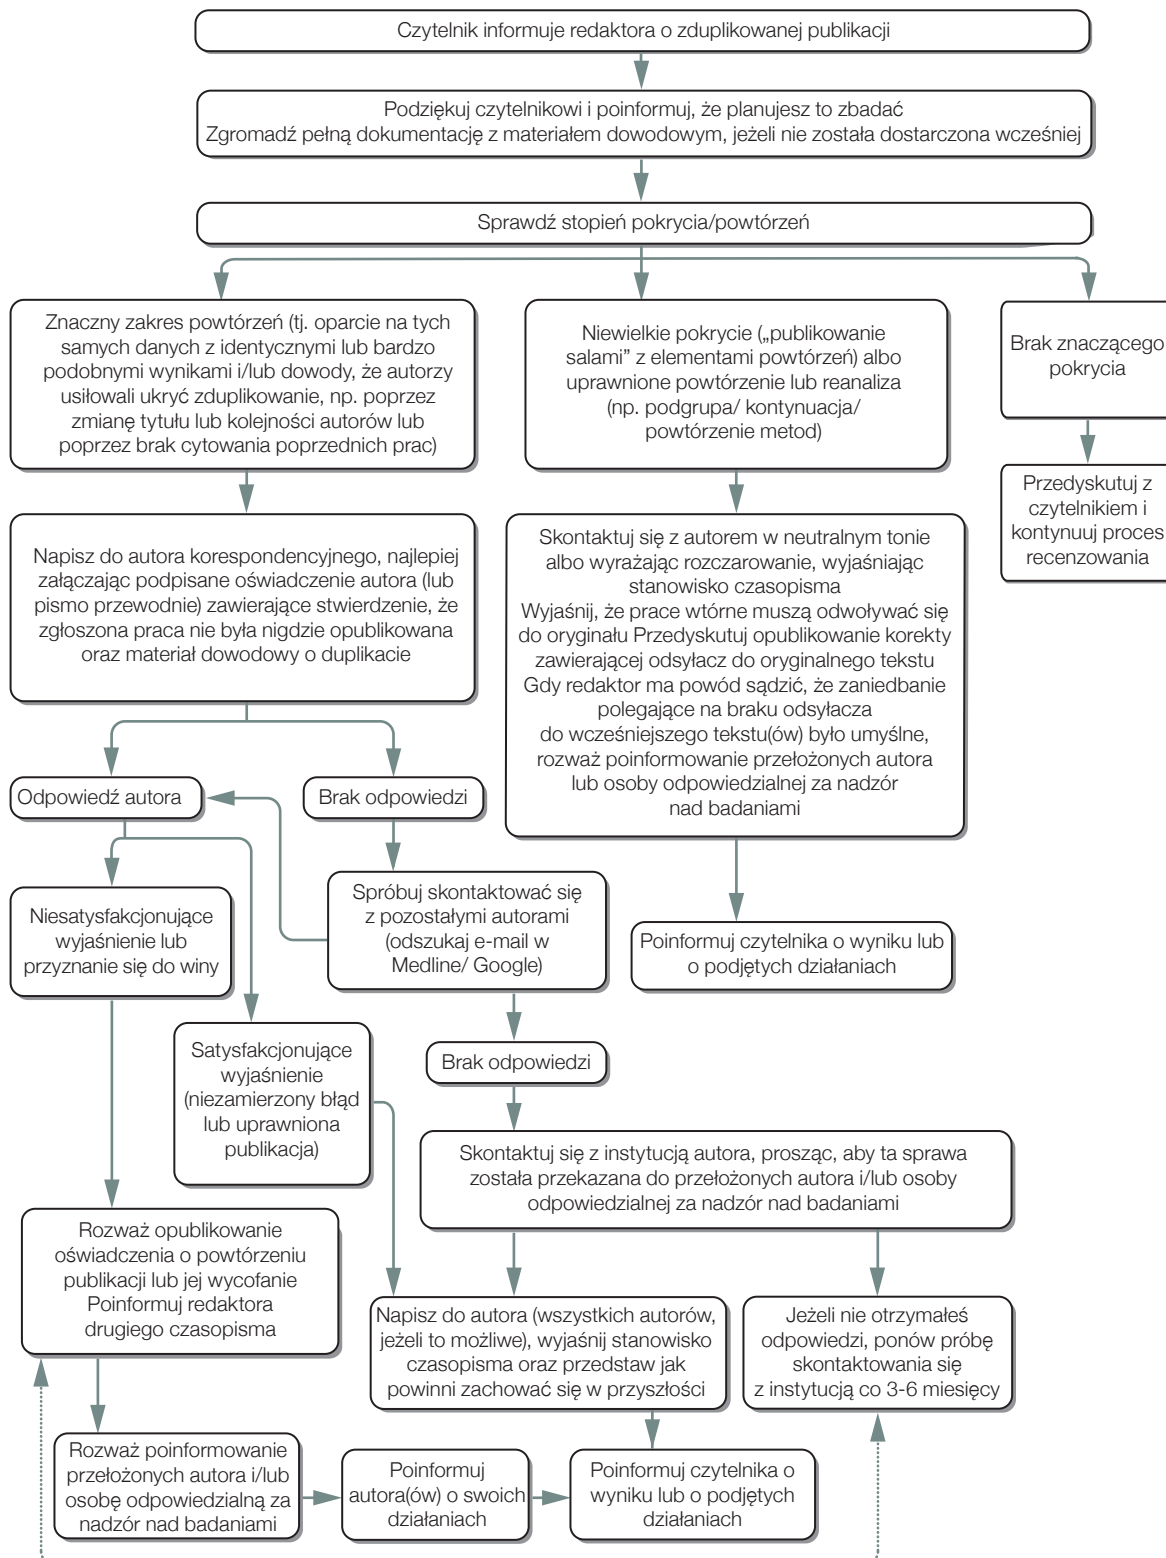 Czytelnik informuje redaktora o zduplikowanej publikacji
Podziękuj czytelnikowi i poinformuj, że planujesz to zbadać
Zgromadź pełną dokumentację z materiałem dowodowym, jeżeli nie została dostarczona wcześniej
Sprawdź stopień pokrycia/powtórzeń
Znaczny zakres powtórzeń (tj. oparcie na tych
samych danych z identycznymi lub bardzo
podobnymi wynikami i/lub dowody, że autorzy
usiłowali ukryć zduplikowanie, np. poprzez
zmianę tytułu lub kolejności autorów lub
poprzez brak cytowania poprzednich prac)
Niewielkie pokrycie („publikowanie
salami” z elementami powtórzeń) albo
uprawnione powtórzenie lub reanaliza
(np. podgrupa/ kontynuacja/
powtórzenie metod)
Brak znaczącego
pokrycia
Przedyskutuj z
czytelnikiem i
kontynuuj proces
recenzowania
Napisz do autora korespondencyjnego, najlepiej
załączając podpisane oświadczenie autora (lub
pismo przewodnie) zawierające stwierdzenie, że
zgłoszona praca nie była nigdzie opublikowana
oraz materiał dowodowy o duplikacie
Skontaktuj się z autorem w neutralnym tonie
albo wyrażając rozczarowanie, wyjaśniając
stanowisko czasopisma
Wyjaśnij, że prace wtórne muszą odwoływać się
do oryginału Przedyskutuj opublikowanie korekty
zawierającej odsyłacz do oryginalnego tekstu
Gdy redaktor ma powód sądzić, że zaniedbanie
polegające na braku odsyłacza
do wcześniejszego tekstu(ów) było umyślne,
rozważ poinformowanie przełożonych autora
lub osoby odpowiedzialnej za nadzór
nad badaniami
Odpowiedź autora
Brak odpowiedzi
Niesatysfakcjonujące
wyjaśnienie lub
przyznanie się do winy
Spróbuj skontaktować się
z pozostałymi autorami
(odszukaj e-mail w
Medline/ Google)
Poinformuj czytelnika o wyniku lub
o podjętych działaniach
Satysfakcjonujące
wyjaśnienie
(niezamierzony błąd
lub uprawniona
publikacja)
Brak odpowiedzi
Skontaktuj się z instytucją autora, prosząc, aby ta sprawa
została przekazana do przełożonych autora i/lub osoby
odpowiedzialnej za nadzór nad badaniami
Rozważ opublikowanie
oświadczenia o powtórzeniu
publikacji lub jej wycofanie
Poinformuj redaktora
drugiego czasopisma
Napisz do autora (wszystkich autorów,
jeżeli to możliwe), wyjaśnij stanowisko
czasopisma oraz przedstaw jak
powinni zachować się w przyszłości
Jeżeli nie otrzymałeś
odpowiedzi, ponów próbę
skontaktowania się
z instytucją co 3-6 miesięcy
Rozważ poinformowanie
przełożonych autora i/lub
osobę odpowiedzialną za
nadzór nad badaniami
Poinformuj
autora(ów) o swoich
działaniach
Poinformuj czytelnika o
wyniku lub o podjętych
działaniach